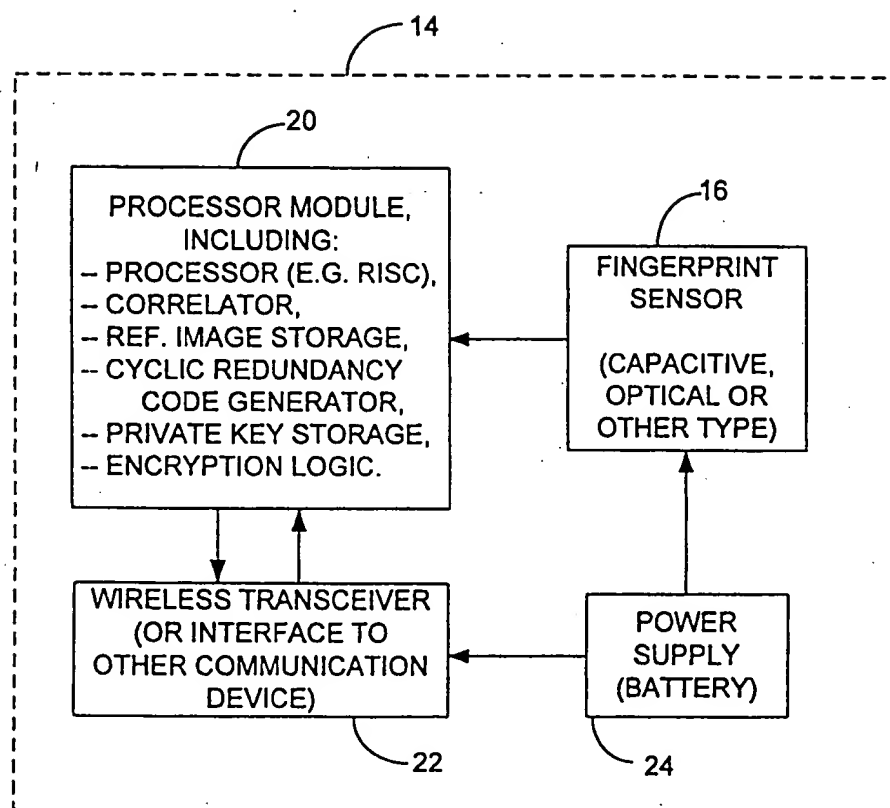 14
20
PROCESSOR MODULE,
INCLUDING:
-- PROCESSOR (E.G. RISC),
-- CORRELATOR,
-- REF. IMAGE STORAGE,
-- CYCLIC REDUNDANCY
CODE GENERATOR,
-- PRIVATE KEY STORAGE,
-- ENCRYPTION LOGIC.
16
FINGERPRINT
SENSOR
(CAPACITIVE,
OPTICAL OR
OTHER TYPE)
WIRELESS TRANSCEIVER
(OR INTERFACE TO
OTHER COMMUNICATION
DEVICE)
22
POWER
SUPPLY
(BATTERY)
24